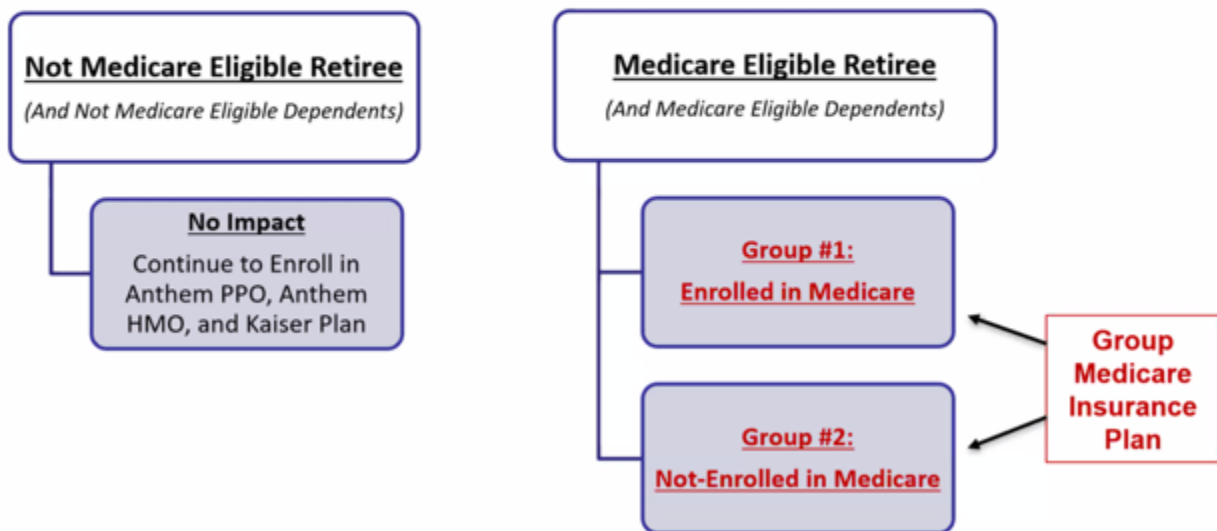 Not Medicare Eligible Retiree
(And Not Medicare Eligible Dependents)
No Impact
Continue to Enroll in
Anthem PPO, Anthem
HMO, and Kaiser Plan
Medicare Eligible Retiree
(And Medicare Eligible Dependents)
Group #1:
Enrolled in Medicare
Group #2:
Not-Enrolled in Medicare
Group
Medicare
Insurance
Plan